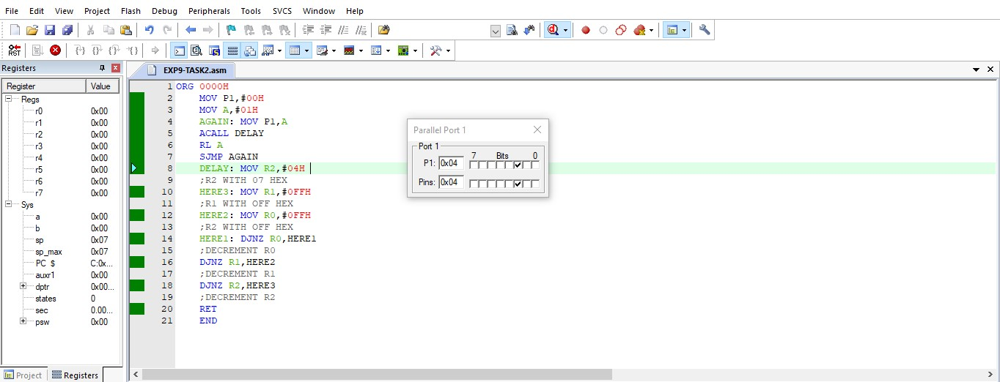 File Edit View Project Flash Debug Peripherals Tools SVCS Window Help
RST
Registers
EXP9-TASK2.asm
Register Value
Regs
r0 0x00
r1 0x00
r2 0x00
r3 0x00
r4 0x00
r5 0x00
r6 0x00
r7 0x00
Sys
a 0x00
b 0x00
sp 0x07
sp_max 0x07
PC $ C:0x...
auxr1 0x00
dptr 0x00...
states 0
sec 0.00...
psw 0x00
Project Registers
1 ORG 0000H
2 MOV P1,#00H
3 MOV A,#01H
4 AGAIN: MOV P1,A
5 ACALL DELAY
6 RL A
7 SJMP AGAIN
8 DELAY: MOV R2,#04H
9 ;R2 WITH 07 HEX
10 HERE3: MOV R1,#0FFH
11 ;R1 WITH OFF HEX
12 HERE2: MOV R0,#0FFH
13 ;R2 WITH OFF HEX
14 HERE1: DJNZ R0,HERE1
15 ;DECREMENT R0
16 DJNZ R1,HERE2
17 ;DECREMENT R1
18 DJNZ R2,HERE3
19 ;DECREMENT R2
20 RET
21 END
Parallel Port 1
Port 1
7 Bits 0
P1: 0x04
Pins: 0x04